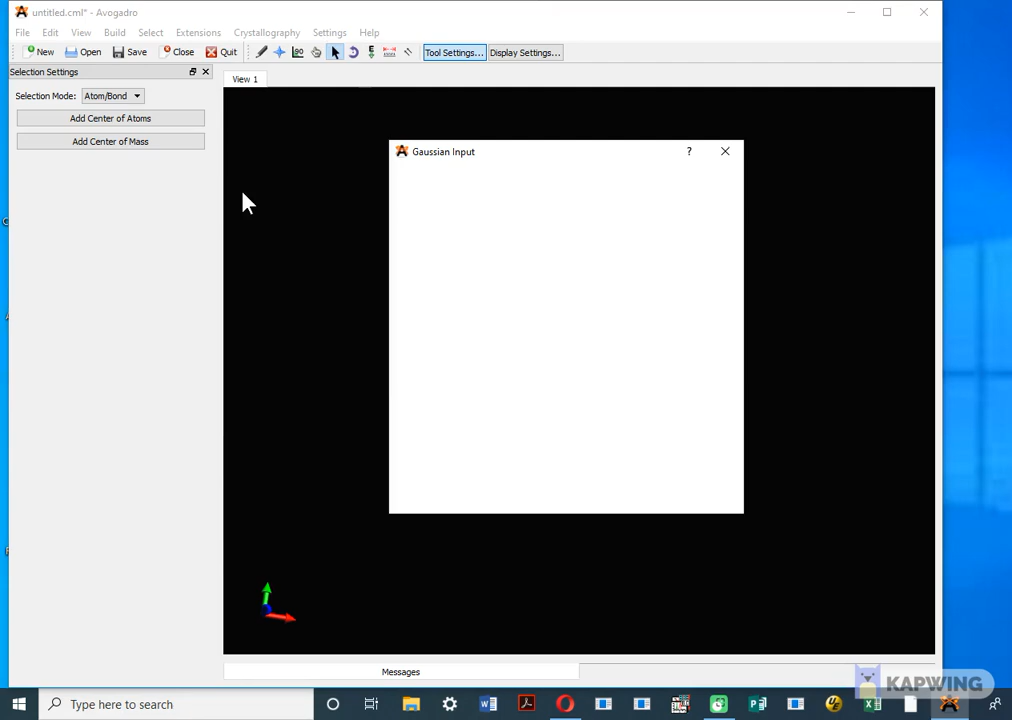 untitled.cml* - Avogadro
File Edit View Build Select Extensions Crystallography Settings Help
New Open Save Close Quit E Tool Settings... Display Settings...
Selection Settings
View 1
Selection Mode: Atom/Bond
Add Center of Atoms
Add Center of Mass
Gaussian Input
Messages
KAPWING
Type here to search